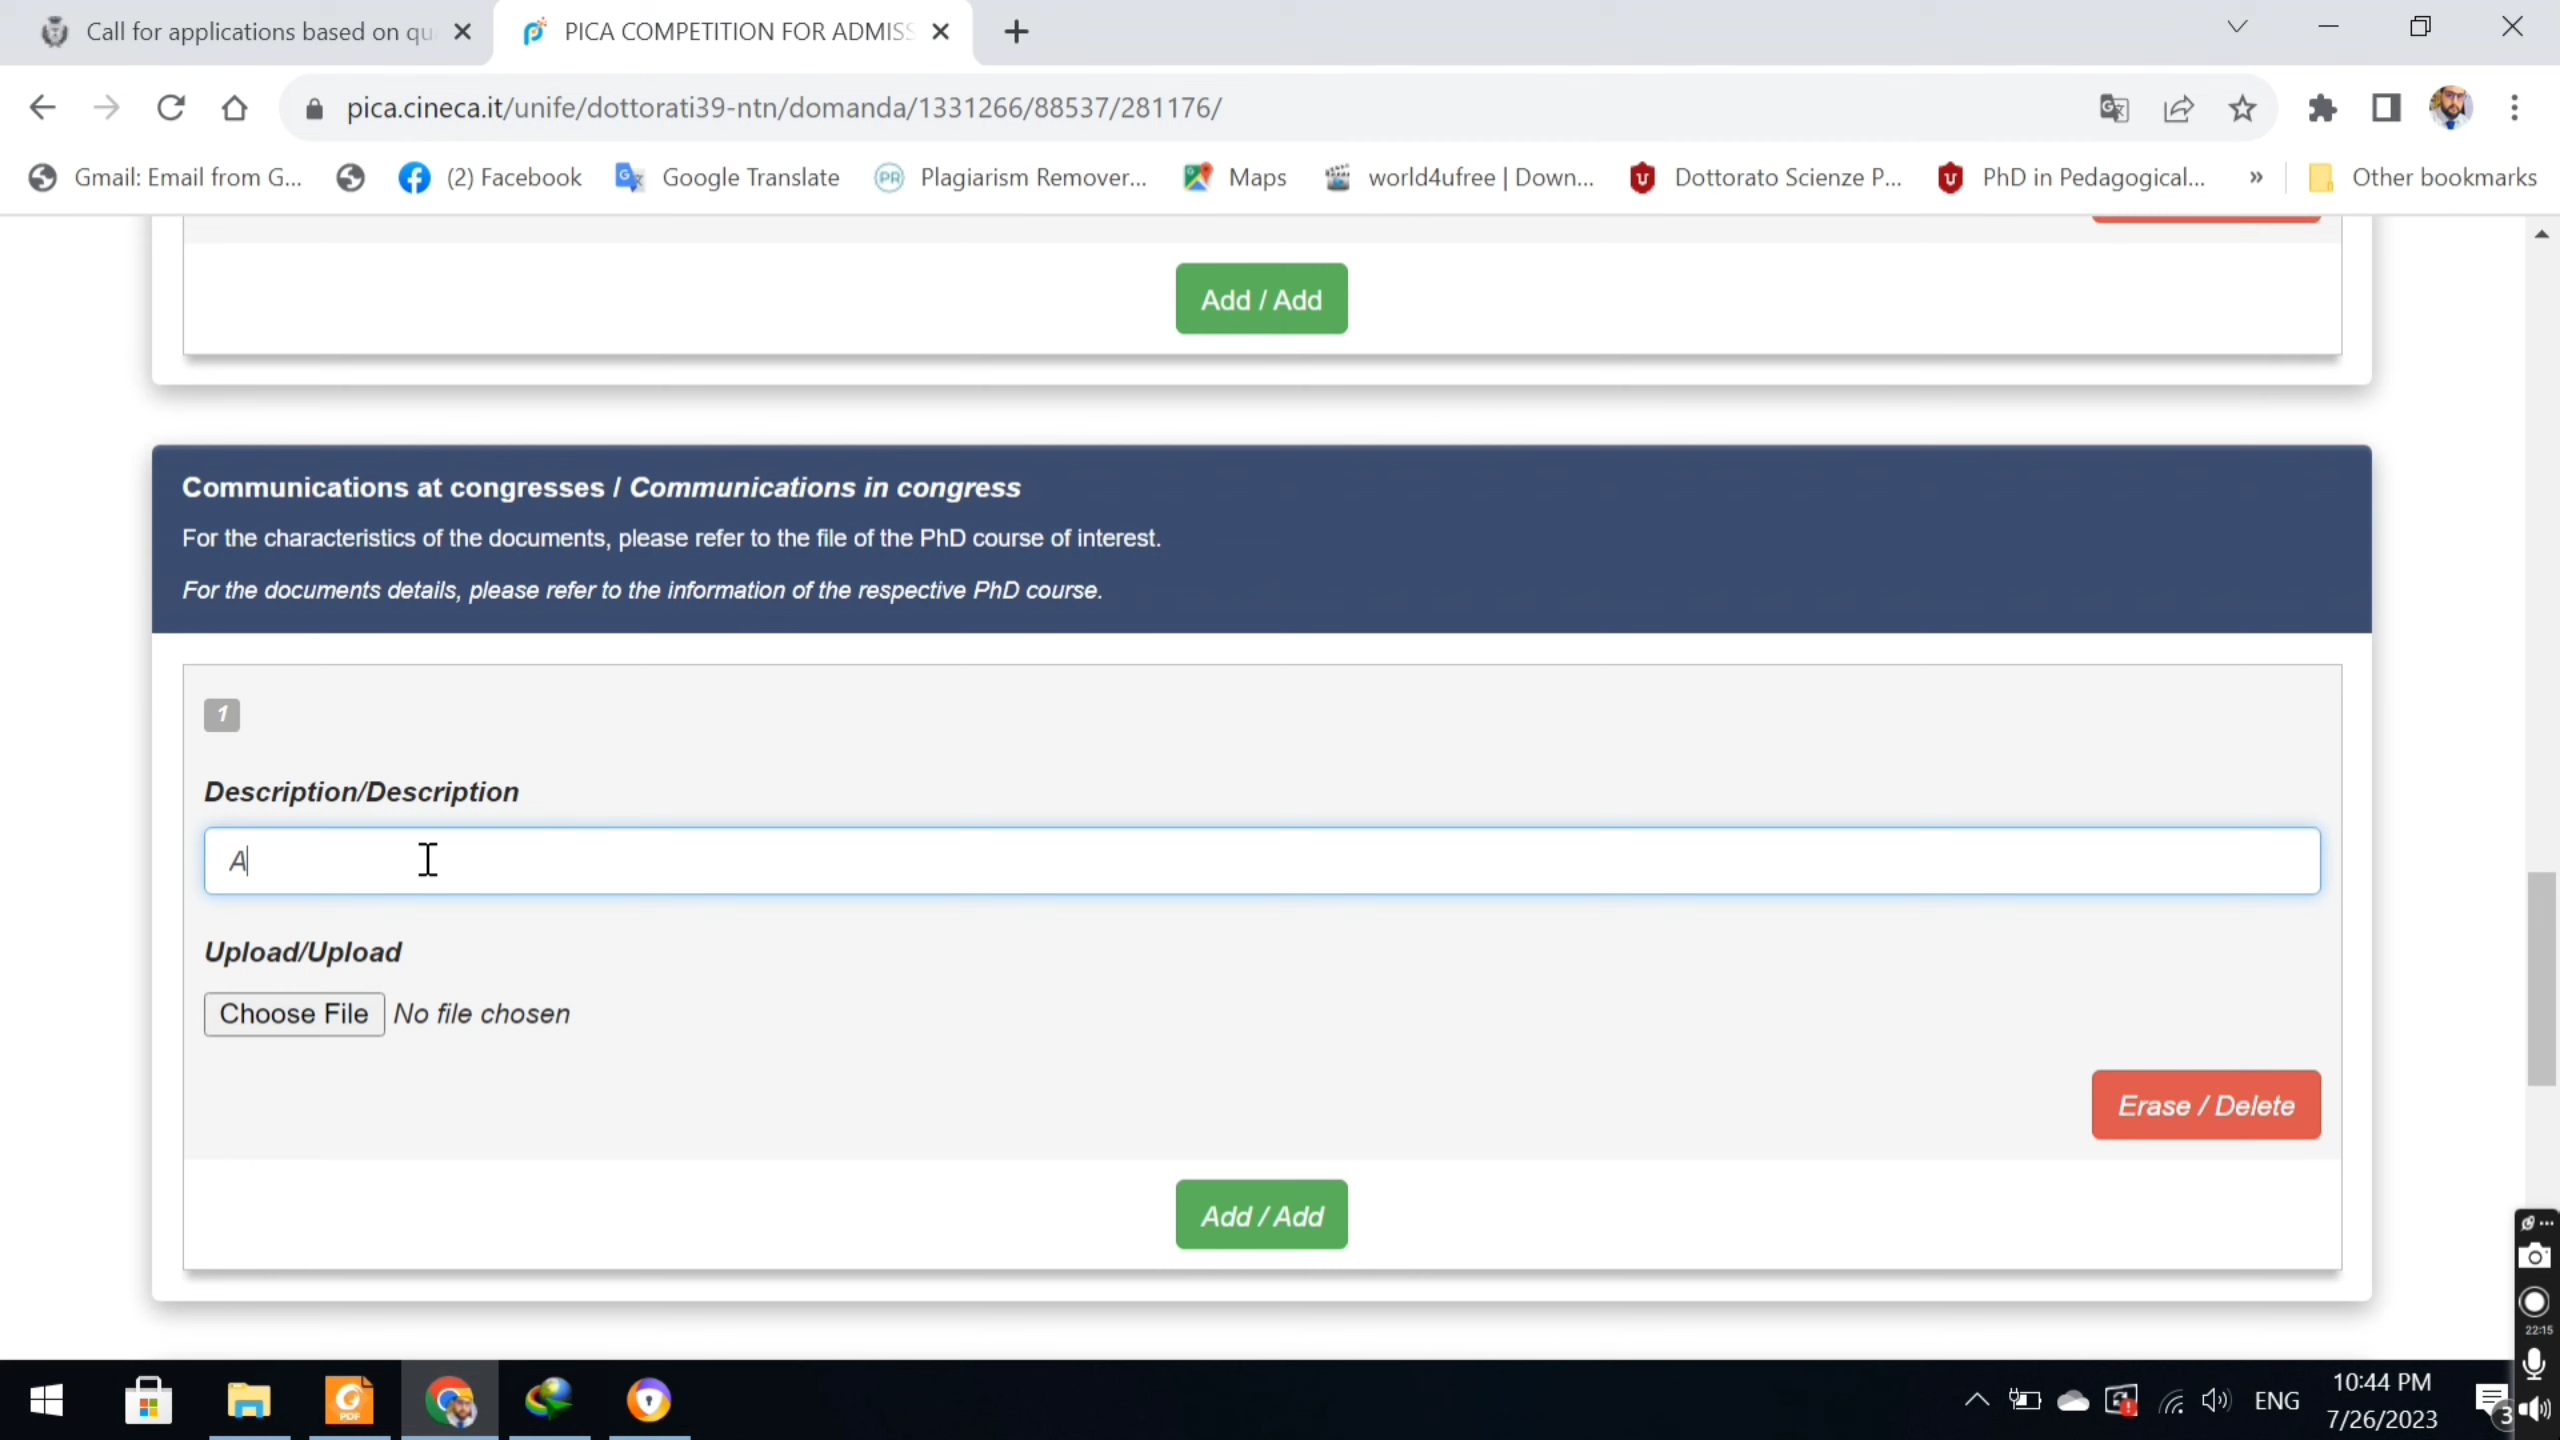 Call for applications based on qu
PICA COMPETITION FOR ADMISS
pica.cineca.it/unife/dottorati39-ntn/domanda/1331266/88537/281176/
Gmail: Email from G...
(2) Facebook
Google Translate
Plagiarism Remover...
Maps
world4ufree | Down...
Dottorato Scienze P...
PhD in Pedagogical...
»
Other bookmarks
Add / Add
Communications at congresses / Communications in congress
For the characteristics of the documents, please refer to the file of the PhD course of interest.
For the documents details, please refer to the information of the respective PhD course.
1
Description/Description
A
Upload/Upload
Choose File No file chosen
Erase / Delete
Add / Add
22:15
ENG
10:44 PM
7/26/2023
3
PDF